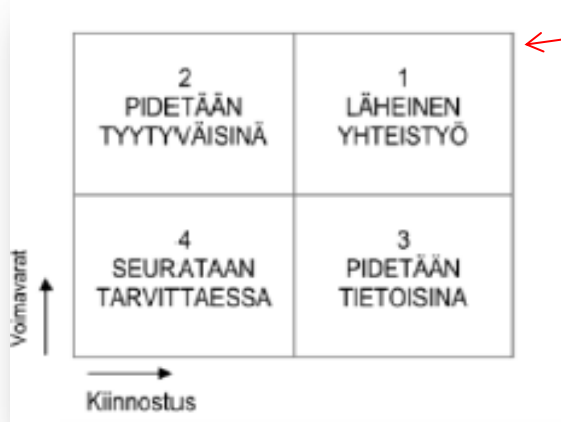 2
PIDETÄÄN
TYYTYVÄISINÄ
1
LÄHEINEN
YHTEISTYÖ
4
SEURATAAN
TARVITTAESSA
3
PIDETÄÄN
TIETOISINA
Voimavarat
Kiinnostus